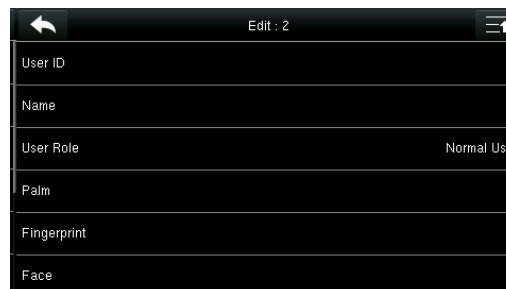 Edit : 2
User ID
Name
User Role Normal Us
Palm
Fingerprint
Face